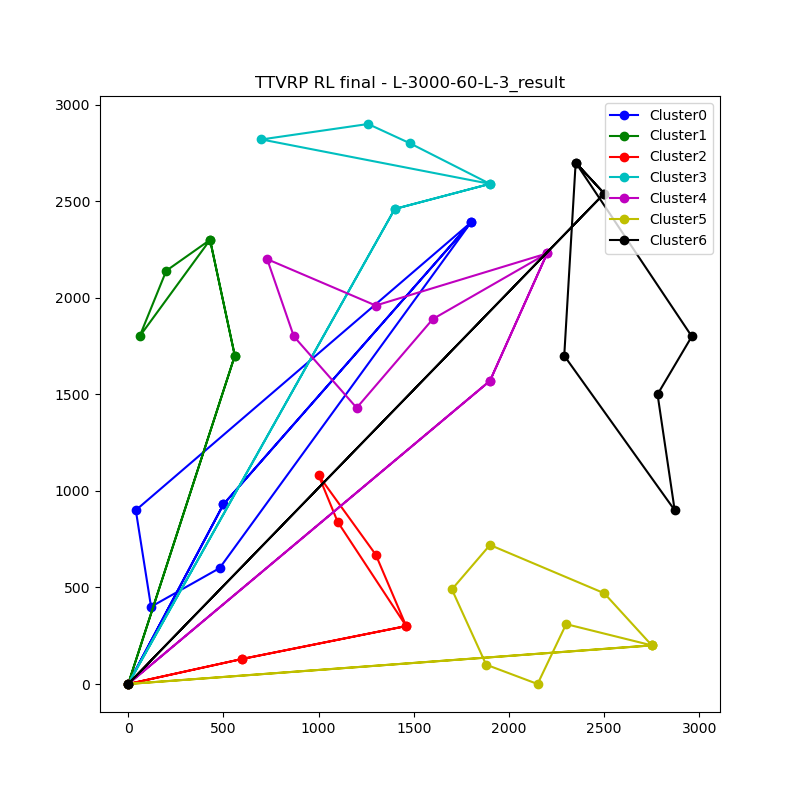 TTVRP RL final - L-3000-60-L-3_result
3000
2500
2000
1500
1000
500
0
0 500 1000 1500 2000 2500 3000
Cluster0
Cluster1
Cluster2
Cluster3
Cluster4
Cluster5
Cluster6